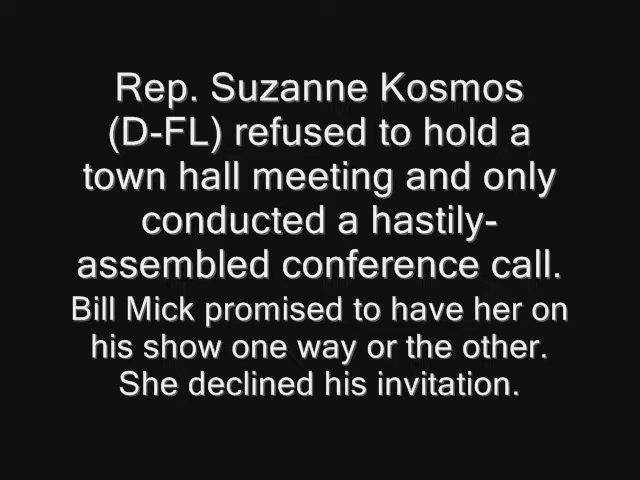 Rep. Suzanne Kosmos
(D-FL) refused to hold a
town hall meeting and only
conducted a hastily-
assembled conference call.
Bill Mick promised to have her on
his show one way or the other.
She declined his invitation.